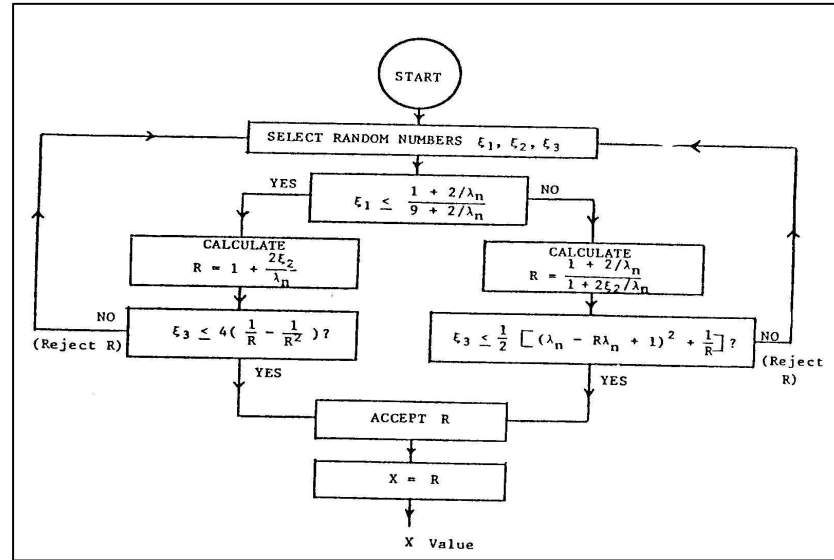 START
SELECT RANDOM NUMBERS ξ₁, ξ₂, ξ₃
YES
ξ₁ ≤ (1 + 2/λₙ)/(9 + 2/λₙ)
NO
CALCULATE
R = 1 + 2ξ₂/λₙ
CALCULATE
R = (1 + 2/λₙ)/(1 + 2ξ₂/λₙ)
NO
(Reject R)
ξ₃ ≤ 4( 1/R - 1/R² )?
YES
ξ₃ ≤ 1/2 [(λₙ - Rλₙ + 1)² + 1/R]?
NO
(Reject
R)
YES
ACCEPT R
X = R
X Value